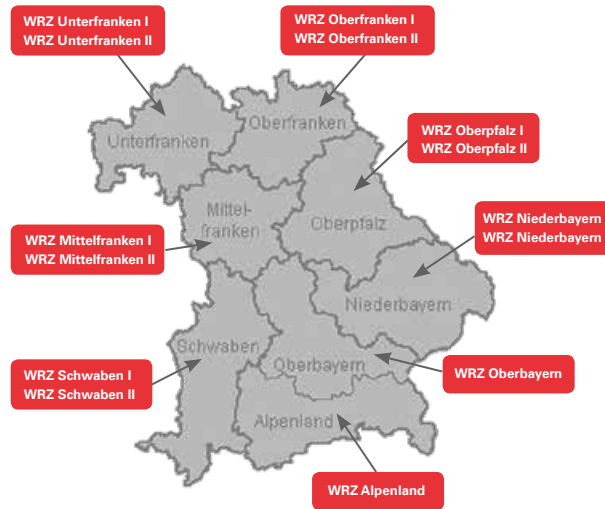 WRZ Unterfranken I
WRZ Unterfranken II
WRZ Oberfranken I
WRZ Oberfranken II
Unterfranken
Oberfranken
WRZ Oberpfalz I
WRZ Oberpfalz II
Mittel-
franken
Oberpfalz
WRZ Niederbayern
WRZ Niederbayern
WRZ Mittelfranken I
WRZ Mittelfranken II
Niederbayern
Schwaben
Oberbayern
WRZ Oberbayern
WRZ Schwaben I
WRZ Schwaben II
Alpenland
WRZ Alpenland